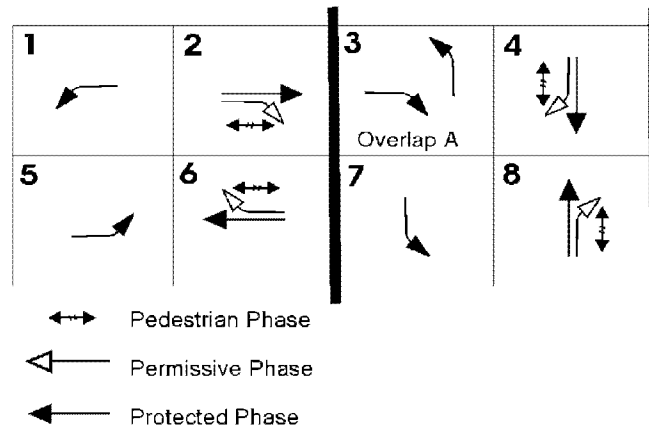 1 2 3 4
Overlap A
5 6 7 8
Pedestrian Phase
Permissive Phase
Protected Phase